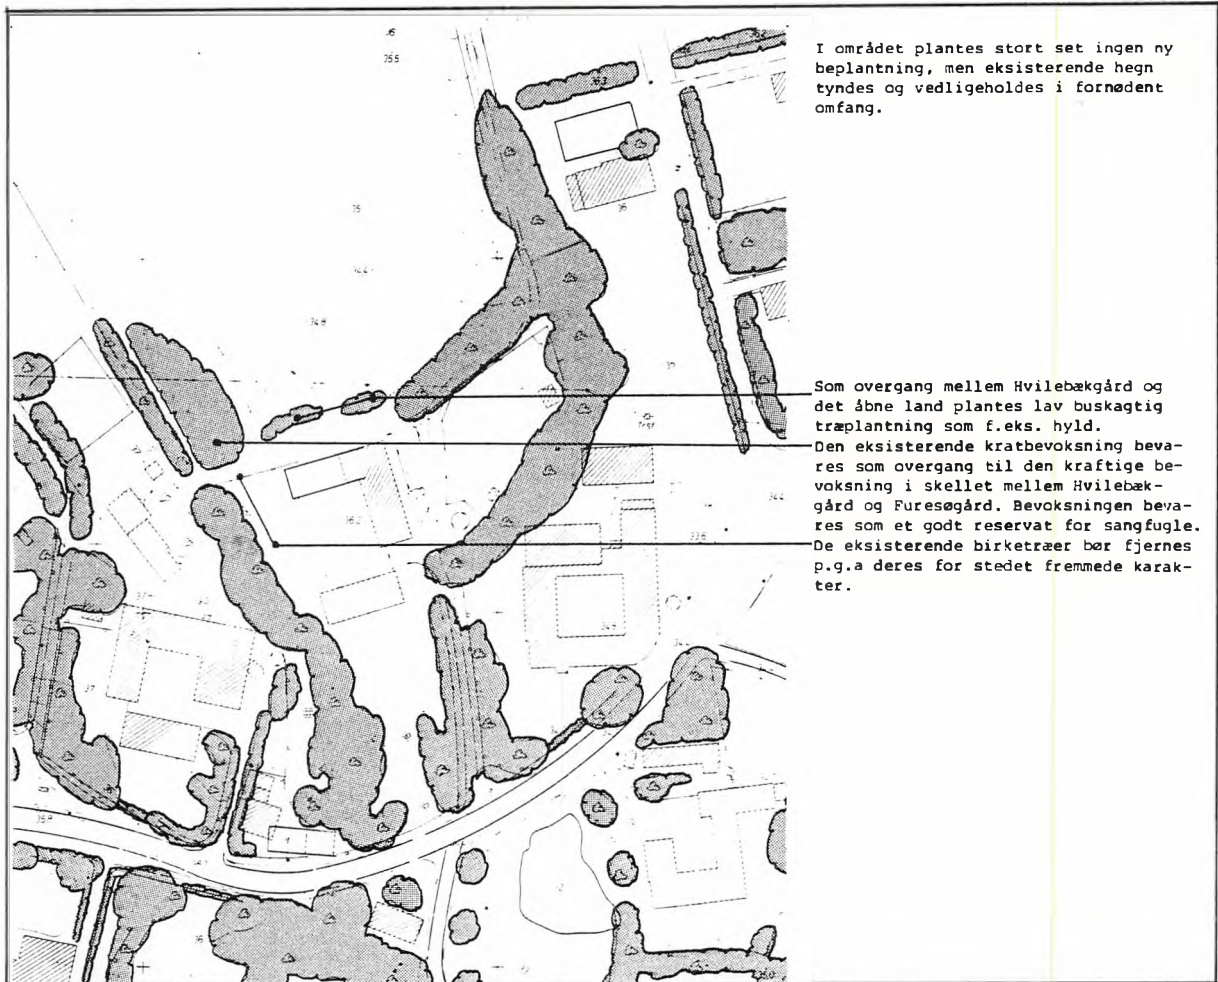 I området plantes stort set ingen ny
beplantning, men eksisterende hegn
tyndes og vedligeholdes i fornødent
omfang.
Som overgang mellem Hvilebækgård og
det åbne land plantes lav buskagtig
træplantning som f.eks. hyld.
Den eksisterende kratbevoksning beva-
res som overgang til den kraftige be-
voksning i skellet mellem Hvilebæk-
gård og Furesøgård. Bevoksningen beva-
res som et godt reservat for sangfugle.
De eksisterende birketræer bør fjernes
p.g.a deres for stedet fremmede karak-
ter.